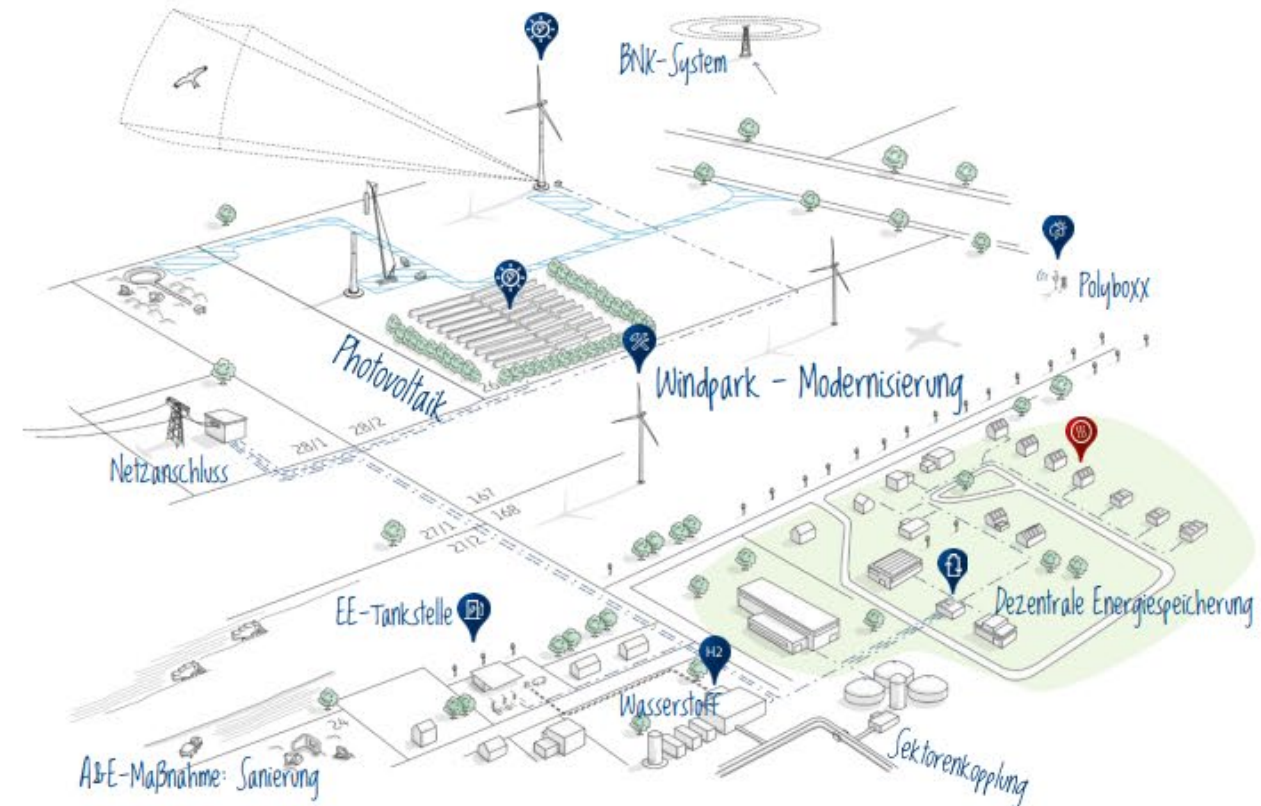 BNK-System
Polyboxx
Photovoltaik
Windpark - Modernisierung
28/1
28/2
Netzanschluss
167
168
27/1
27/2
EE-Tankstelle
Dezentrale Energiespeicherung
H2
Wasserstoff
24
Sektorenkopplung
A&E-Maßnahme: Sanierung